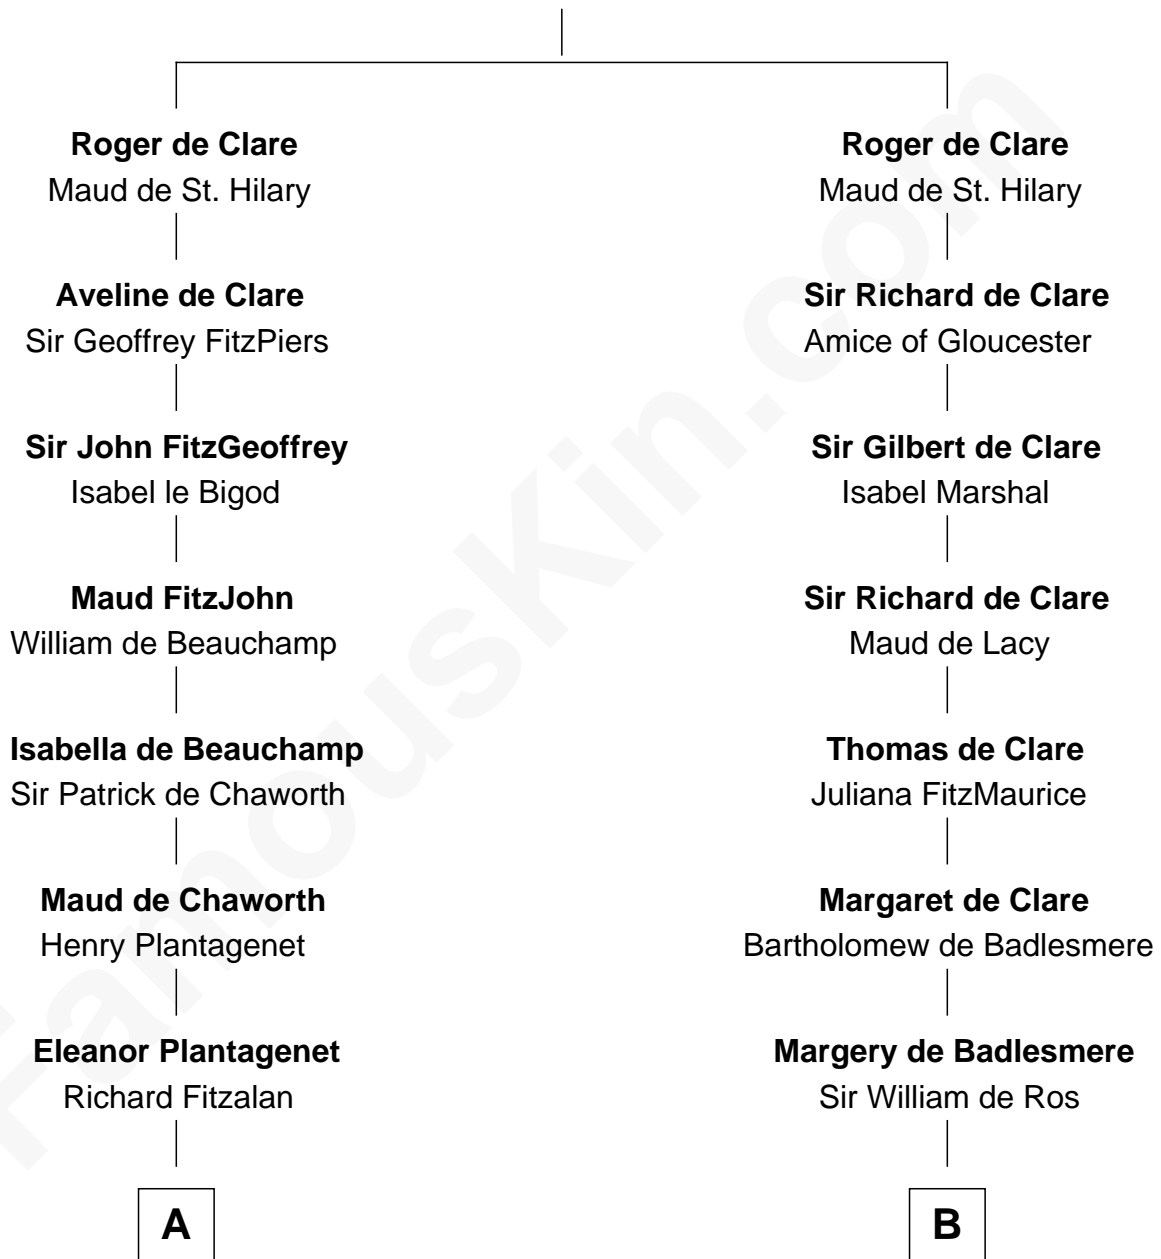 Roger de Clare
Maud de St. Hilary
Aveline de Clare
Sir Geoffrey FitzPiers
Sir John FitzGeoffrey
Isabel le Bigod
Maud FitzJohn
William de Beauchamp
Isabella de Beauchamp
Sir Patrick de Chaworth
Maud de Chaworth
Henry Plantagenet
Eleanor Plantagenet
Richard Fitzalan
A
Roger de Clare
Maud de St. Hilary
Sir Richard de Clare
Amice of Gloucester
Sir Gilbert de Clare
Isabel Marshal
Sir Richard de Clare
Maud de Lacy
Thomas de Clare
Juliana FitzMaurice
Margaret de Clare
Bartholomew de Badlesmere
Margery de Badlesmere
Sir William de Ros
B
FamousKin.com